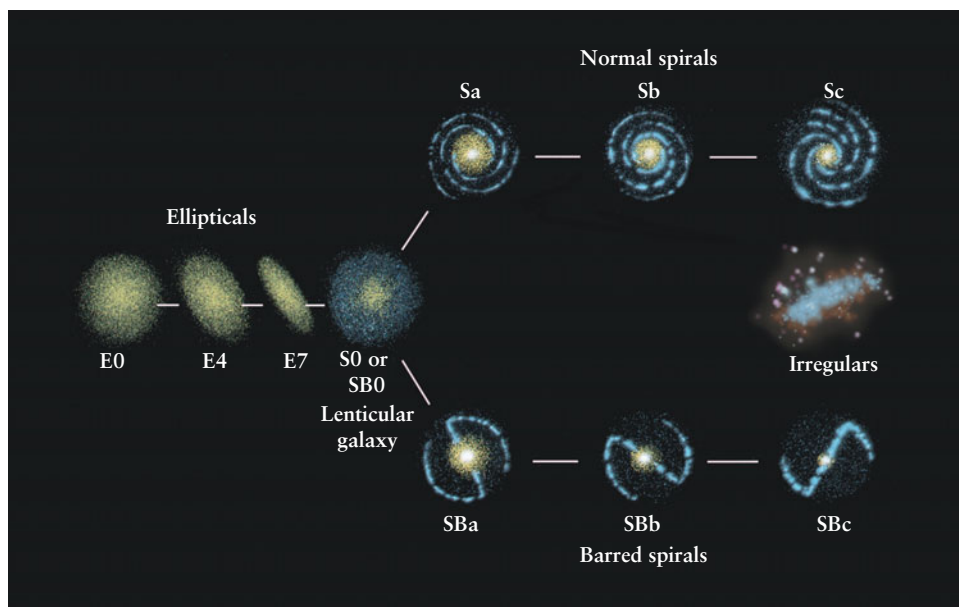 Normal spirals
Sa
Sb
Sc
Ellipticals
E0
E4
E7
S0 or
SB0
Lenticular
galaxy
Irregulars
SBa
SBb
SBc
Barred spirals